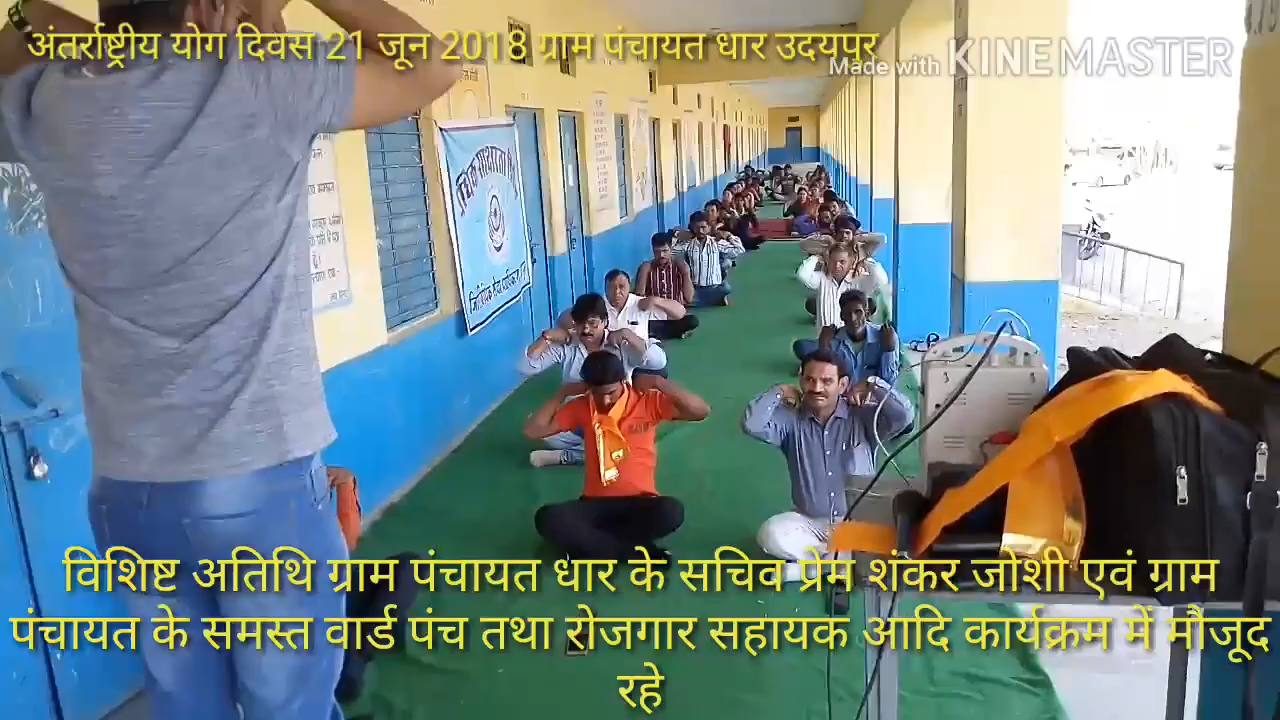 अंतर्राष्ट्रीय योग दिवस 21 जून 2018 ग्राम पंचायत धार उदयपुर
Made with KINEMASTER
विशिष्ट अतिथि ग्राम पंचायत धार के सचिव प्रेम शंकर जोशी एवं ग्राम
पंचायत के समस्त वार्ड पंच तथा रोजगार सहायक आदि कार्यक्रम में मौजूद
रहे